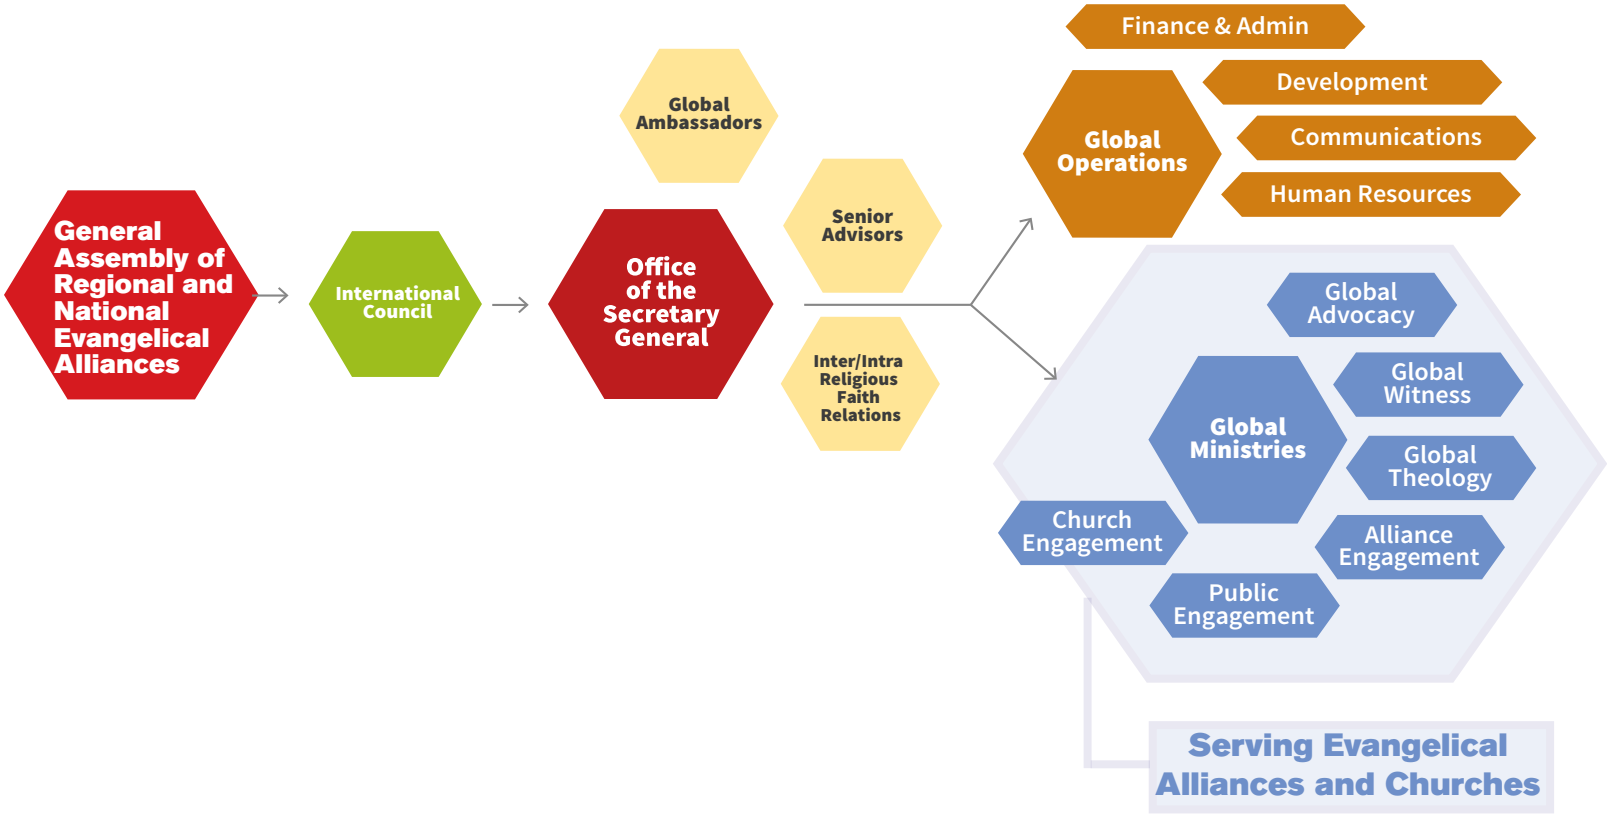 General
Assembly of
Regional and
National
Evangelical
Alliances
International
Council
Office
of the
Secretary
General
Global
Ambassadors
Senior
Advisors
Inter/Intra
Religious
Faith
Relations
Global
Operations
Finance & Admin
Development
Communications
Human Resources
Global
Ministries
Global
Advocacy
Global
Witness
Global
Theology
Alliance
Engagement
Public
Engagement
Church
Engagement
Serving Evangelical
Alliances and Churches